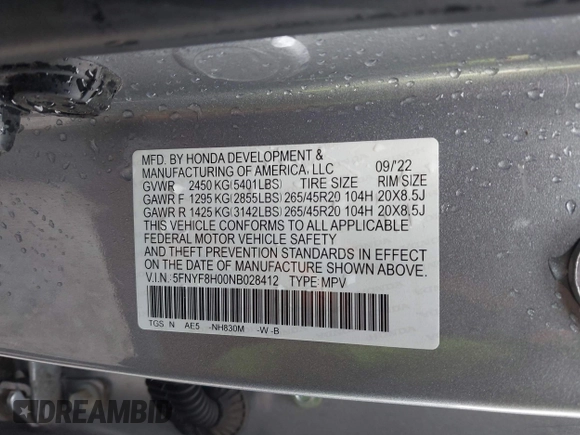 MFD. BY HONDA DEVELOPMENT &
MANUFACTURING OF AMERICA, LLC 09/'22
GVWR 2450 KG(5401LBS) TIRE SIZE RIM SIZE
GAWR F 1295 KG(2855LBS) 265/45R20 104H 20X8.5J
GAWR R 1425 KG(3142LBS) 265/45R20 104H 20X8.5J
THIS VEHICLE CONFORMS TO ALL APPLICABLE
FEDERAL MOTOR VEHICLE SAFETY
AND THEFT PREVENTION STANDARDS IN EFFECT
ON THE DATE OF MANUFACTURE SHOWN ABOVE.
V.I.N.: 5FNYF8H00NB028412 TYPE: MPV
TGS N AE5 -NH830M -W -B
DREAMBID